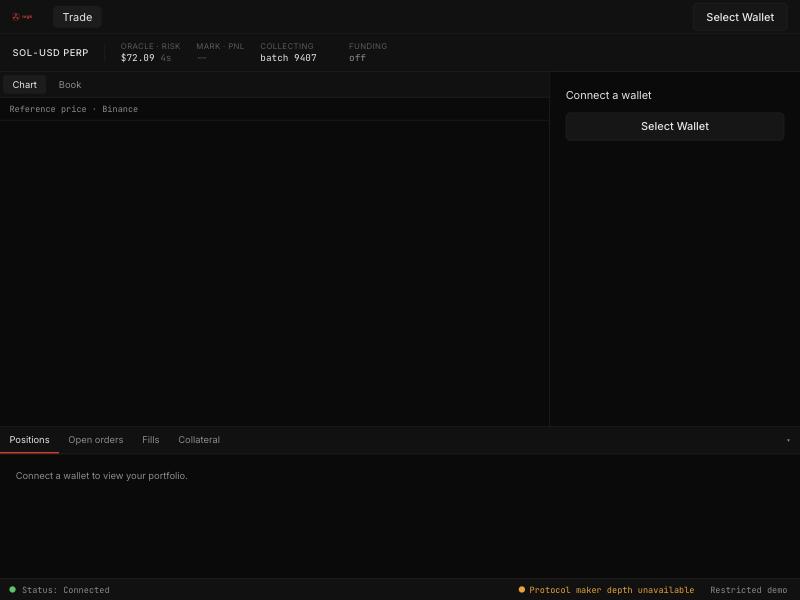 Trade
Select Wallet
SOL-USD PERP
ORACLE · RISK
$72.09 4s
MARK · PNL
—
COLLECTING
batch 9407
FUNDING
off
Chart
Book
Reference price · Binance
Connect a wallet
Select Wallet
Positions
Open orders
Fills
Collateral
Connect a wallet to view your portfolio.
Status: Connected
Protocol maker depth unavailable
Restricted demo